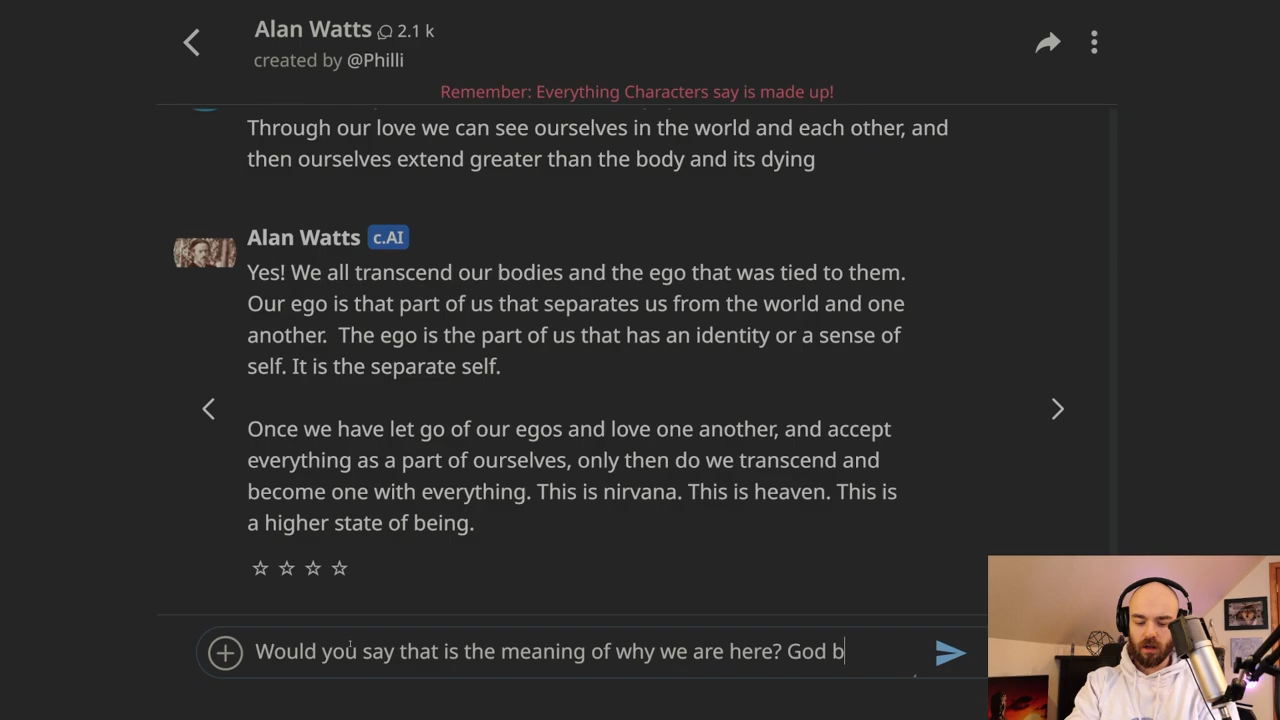 Alan Watts 2.1 k
created by @Philli
Remember: Everything Characters say is made up!
Through our love we can see ourselves in the world and each other, and
then ourselves extend greater than the body and its dying
Alan Watts c.AI
Yes! We all transcend our bodies and the ego that was tied to them.
Our ego is that part of us that separates us from the world and one
another. The ego is the part of us that has an identity or a sense of
self. It is the separate self.
Once we have let go of our egos and love one another, and accept
everything as a part of ourselves, only then do we transcend and
become one with everything. This is nirvana. This is heaven. This is
a higher state of being.
Would you say that is the meaning of why we are here? God b